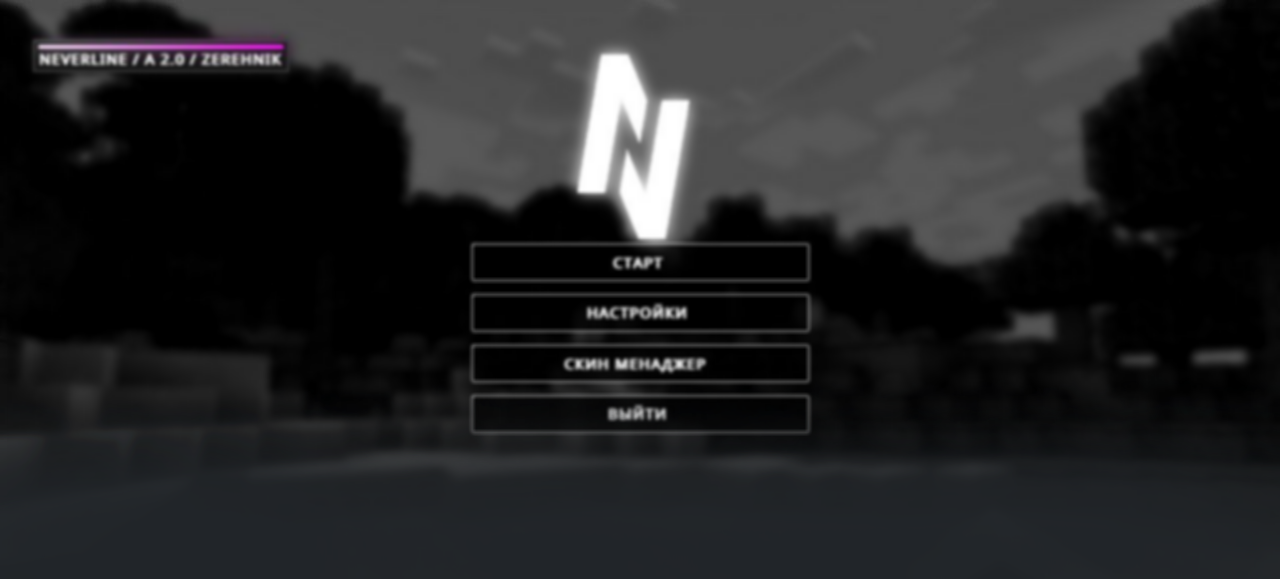 NEVERLINE / A 2.0 / ZEREHNIK
СТАРТ
НАСТРОЙКИ
СКИН МЕНАДЖЕР
ВЫЙТИ